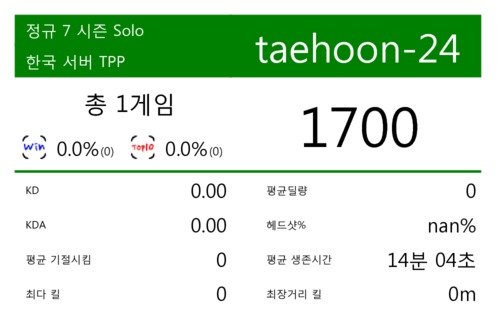 정규 7 시즌 Solo
한국 서버 TPP
taehoon-24
총 1게임
Win 0.0%(0) Top10 0.0%(0)
1700
KD 0.00
평균딜량 0
KDA 0.00
헤드샷% nan%
평균 기절시킴 0
평균 생존시간 14분 04초
최다 킬 0
최장거리 킬 0m